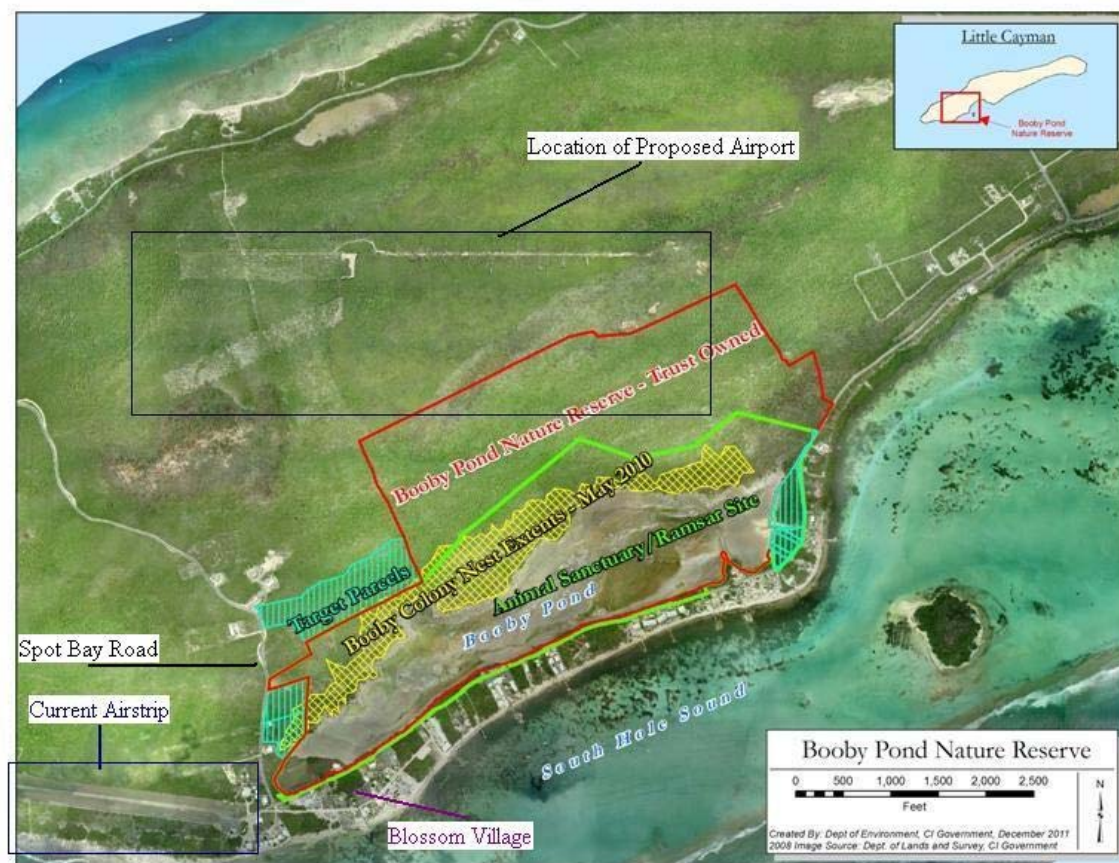 Little Cayman
Booby Pond
Nature Reserve
Location of Proposed Airport
Booby Pond Nature Reserve - Trust Owned
Booby Colony Nest Extents - May 2010
Animal Sanctuary/Ramsar Site
Target Parcels
Booby Pond
Spot Bay Road
Current Airstrip
South Hole Sound
Blossom Village
Booby Pond Nature Reserve
0 500 1,000 1,500 2,000 2,500
Feet
N
Created By: Dept of Environment, CI Government, December 2011
2008 Image Source: Dept. of Lands and Survey, CI Government